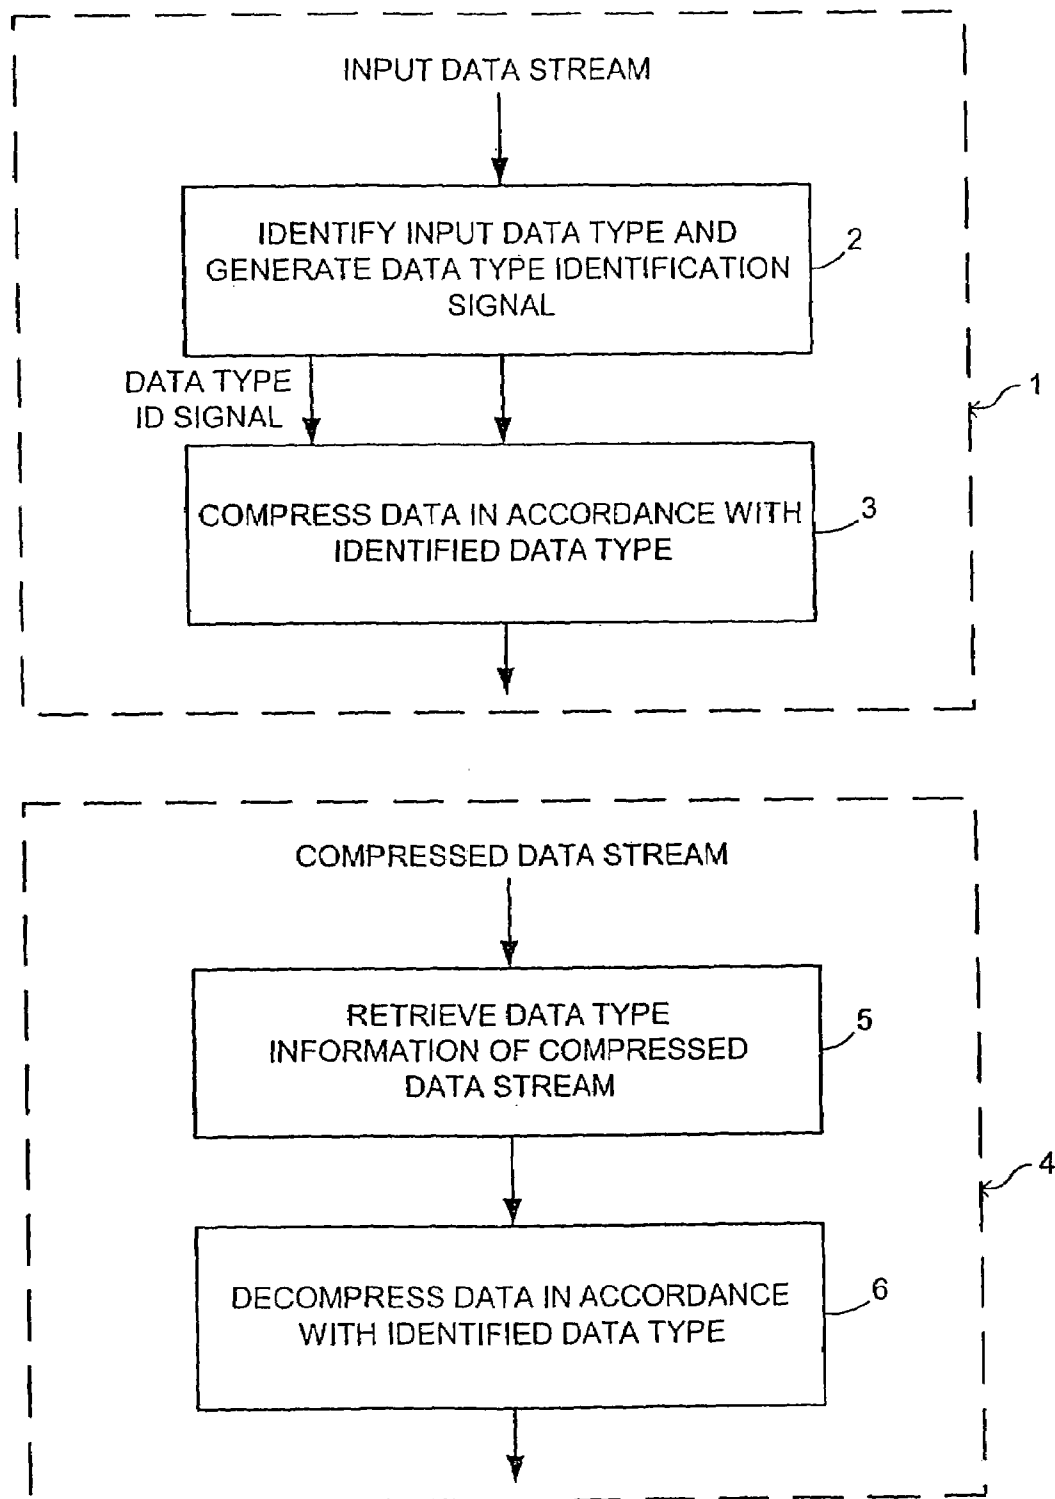 INPUT DATA STREAM
IDENTIFY INPUT DATA TYPE AND
GENERATE DATA TYPE IDENTIFICATION
SIGNAL
2
DATA TYPE
ID SIGNAL
1
COMPRESS DATA IN ACCORDANCE WITH
IDENTIFIED DATA TYPE
3
COMPRESSED DATA STREAM
RETRIEVE DATA TYPE
INFORMATION OF COMPRESSED
DATA STREAM
5
4
DECOMPRESS DATA IN ACCORDANCE
WITH IDENTIFIED DATA TYPE
6